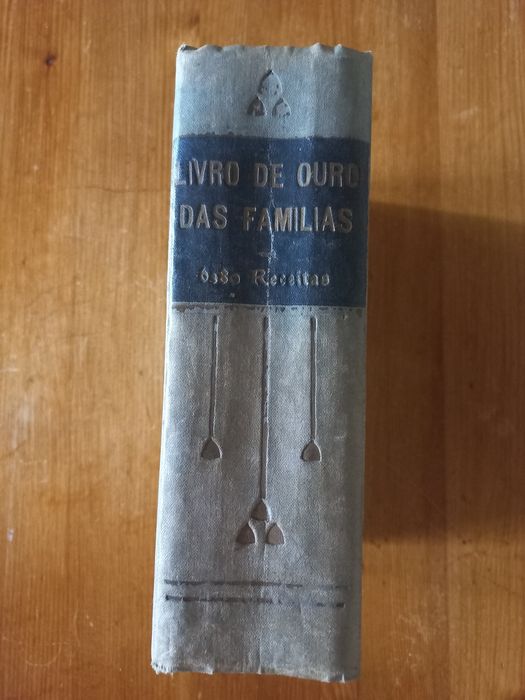 LIVRO DE OURO
DAS FAMILIAS
6380 Receitas